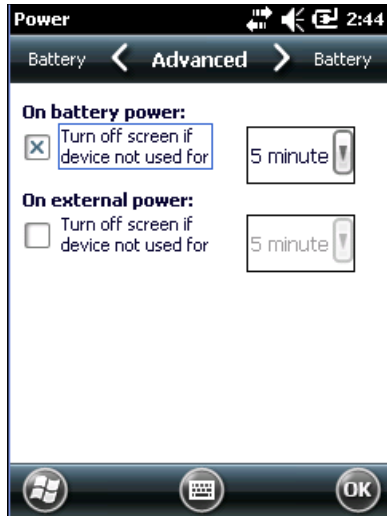 Power 2:44
Battery Advanced Battery
On battery power:
Turn off screen if
device not used for
5 minute
On external power:
Turn off screen if
device not used for
5 minute
OK